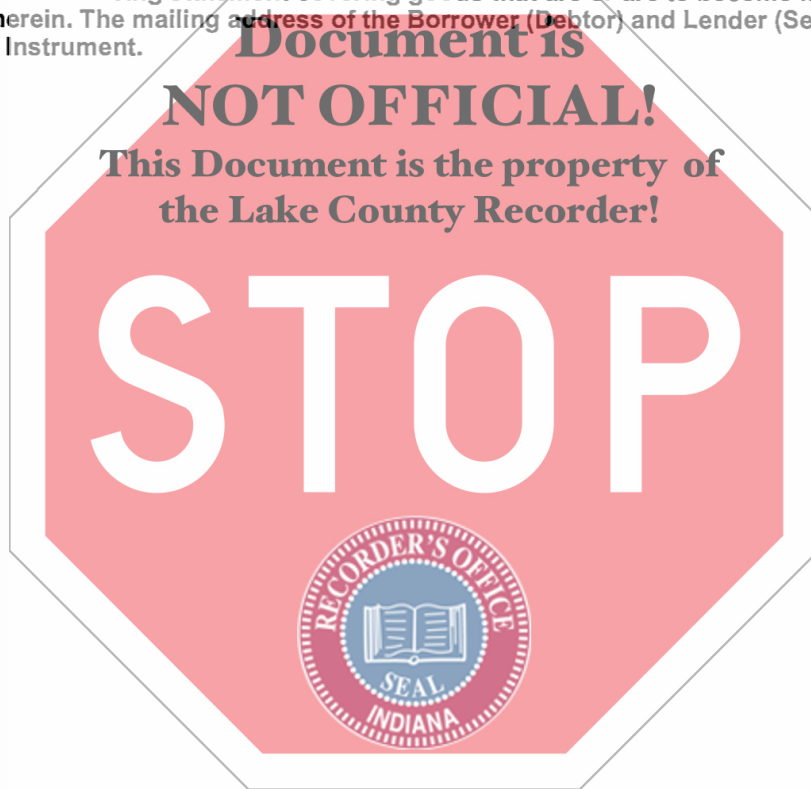 erein. The mailing address of the Borrower (Debtor) and Lender (Se
Instrument.
Document is
NOT OFFICIAL!
This Document is the property of
the Lake County Recorder!
STOP
RECORDER'S OFFICE
SEAL
INDIANA